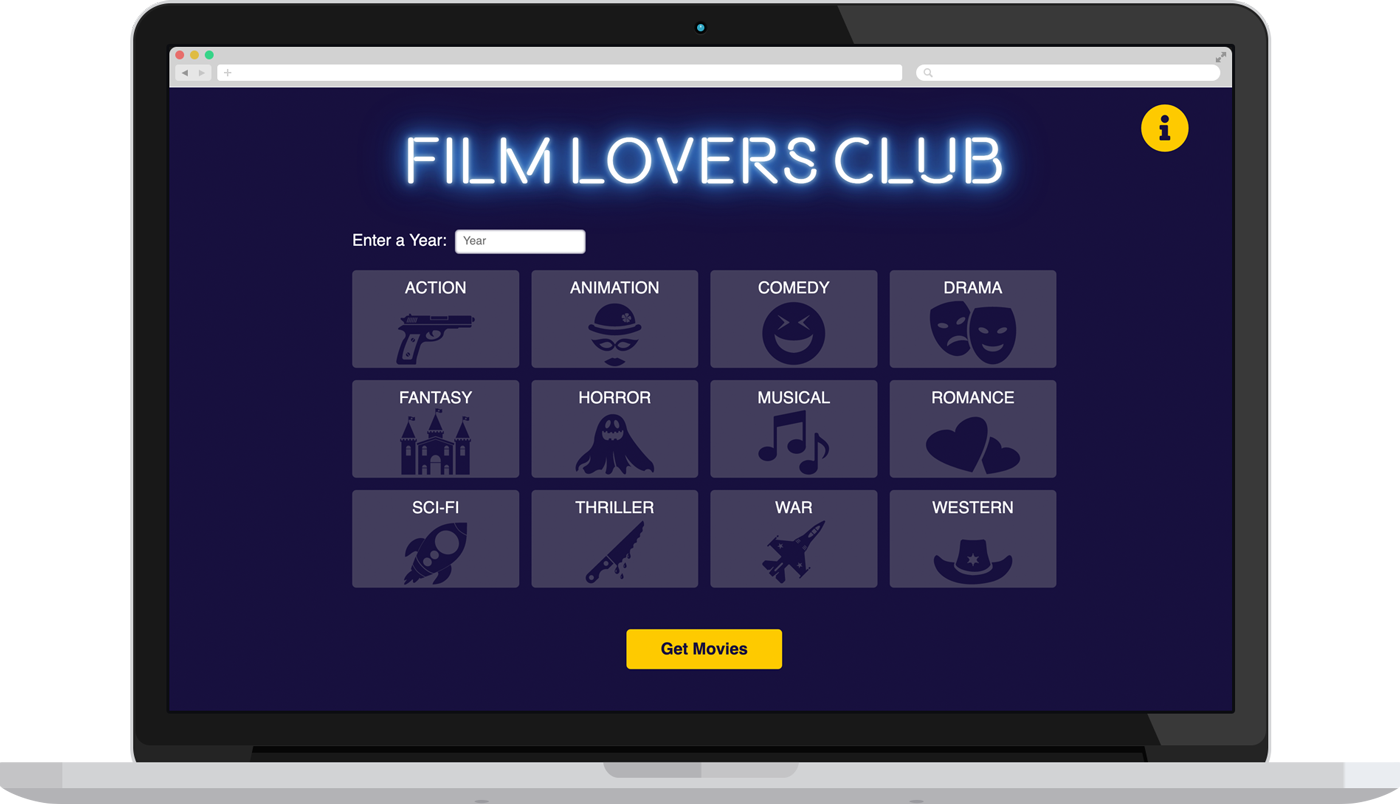 FILM LOVERS CLUB
Enter a Year: Year
ACTION ANIMATION COMEDY DRAMA
FANTASY HORROR MUSICAL ROMANCE
SCI-FI THRILLER WAR WESTERN
Get Movies